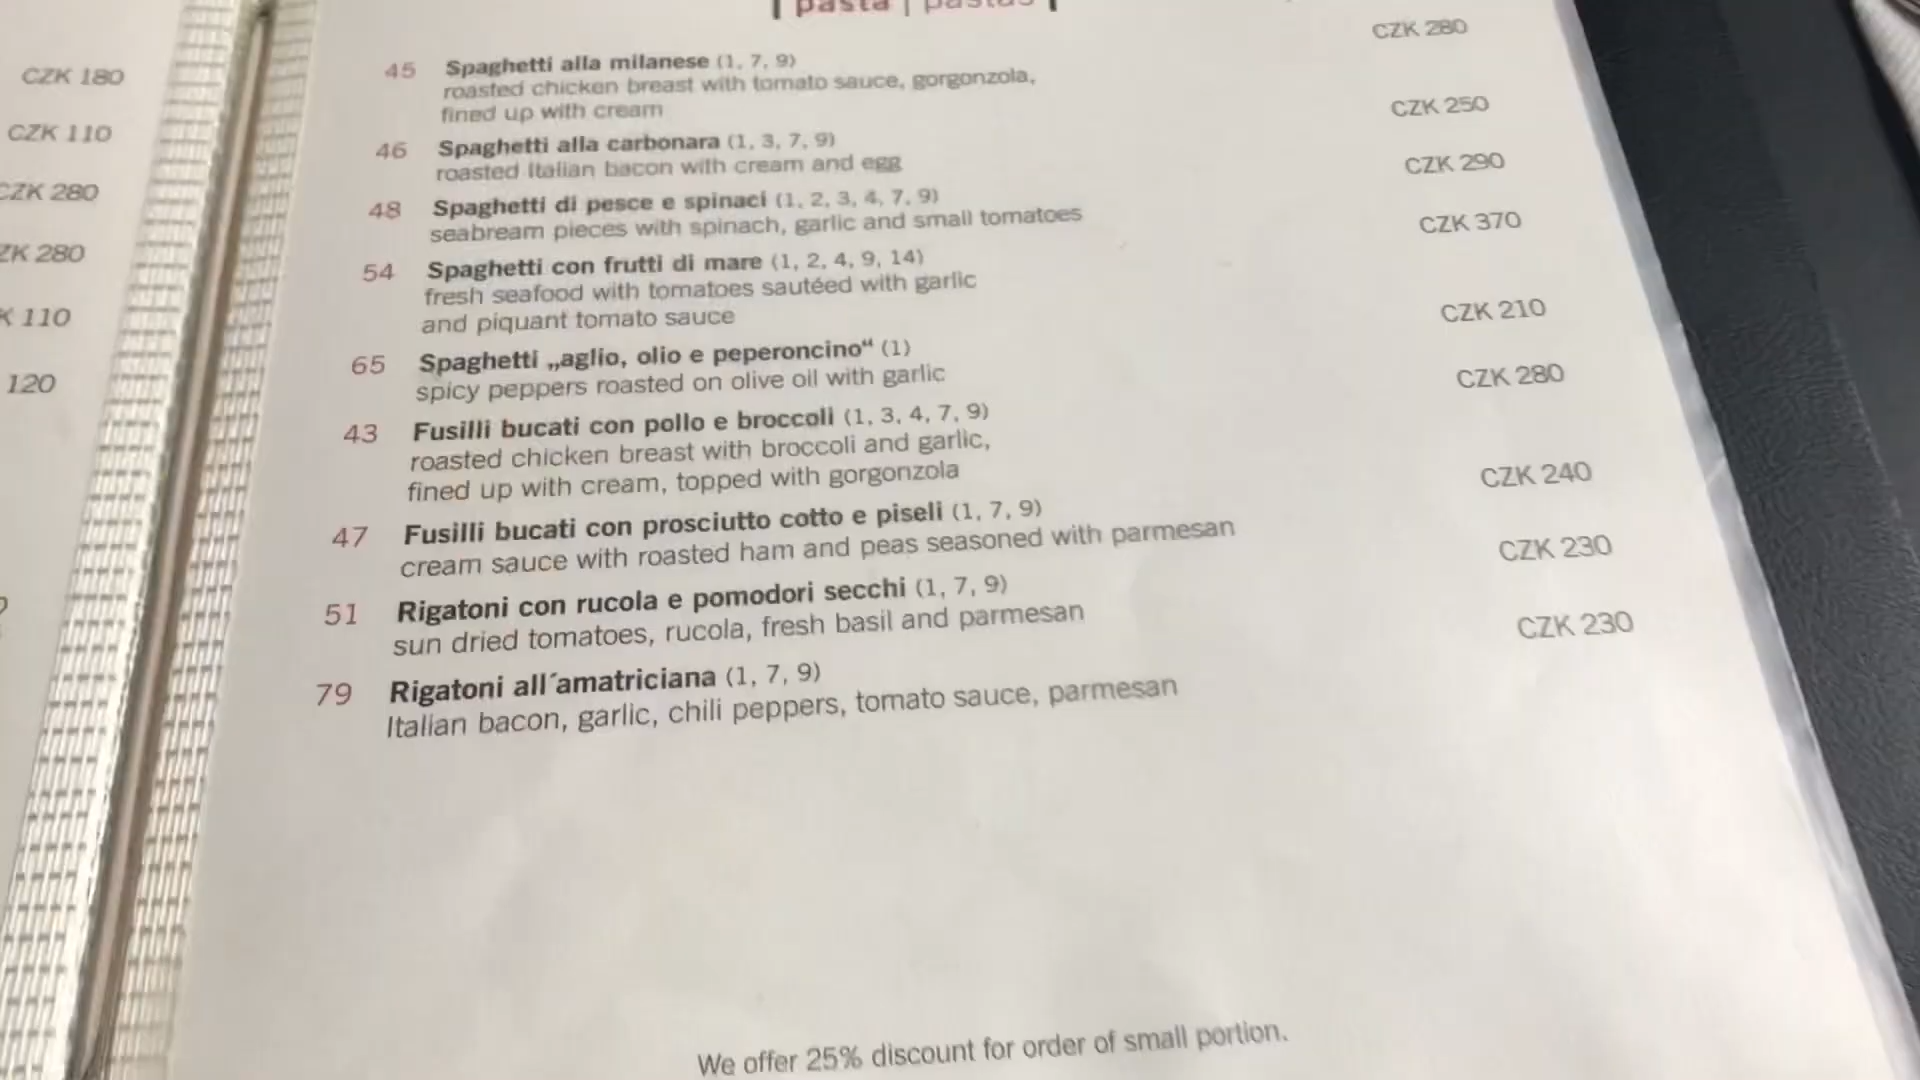 pasta | pastas
CZK 180
CZK 110
CZK 280
ZK 280
K 110
120
45 Spaghetti alla milanese (1, 7, 9) CZK 280
roasted chicken breast with tomato sauce, gorgonzola,
fined up with cream
46 Spaghetti alla carbonara (1, 3, 7, 9) CZK 250
roasted Italian bacon with cream and egg
48 Spaghetti di pesce e spinaci (1, 2, 3, 4, 7, 9) CZK 290
seabream pieces with spinach, garlic and small tomatoes
54 Spaghetti con frutti di mare (1, 2, 4, 9, 14) CZK 370
fresh seafood with tomatoes sautéed with garlic
and piquant tomato sauce
65 Spaghetti „aglio, olio e peperoncino“ (1) CZK 210
spicy peppers roasted on olive oil with garlic
43 Fusilli bucati con pollo e broccoli (1, 3, 4, 7, 9) CZK 280
roasted chicken breast with broccoli and garlic,
fined up with cream, topped with gorgonzola
47 Fusilli bucati con prosciutto cotto e piseli (1, 7, 9) CZK 240
cream sauce with roasted ham and peas seasoned with parmesan
51 Rigatoni con rucola e pomodori secchi (1, 7, 9) CZK 230
sun dried tomatoes, rucola, fresh basil and parmesan
79 Rigatoni all´amatriciana (1, 7, 9) CZK 230
Italian bacon, garlic, chili peppers, tomato sauce, parmesan
We offer 25% discount for order of small portion.